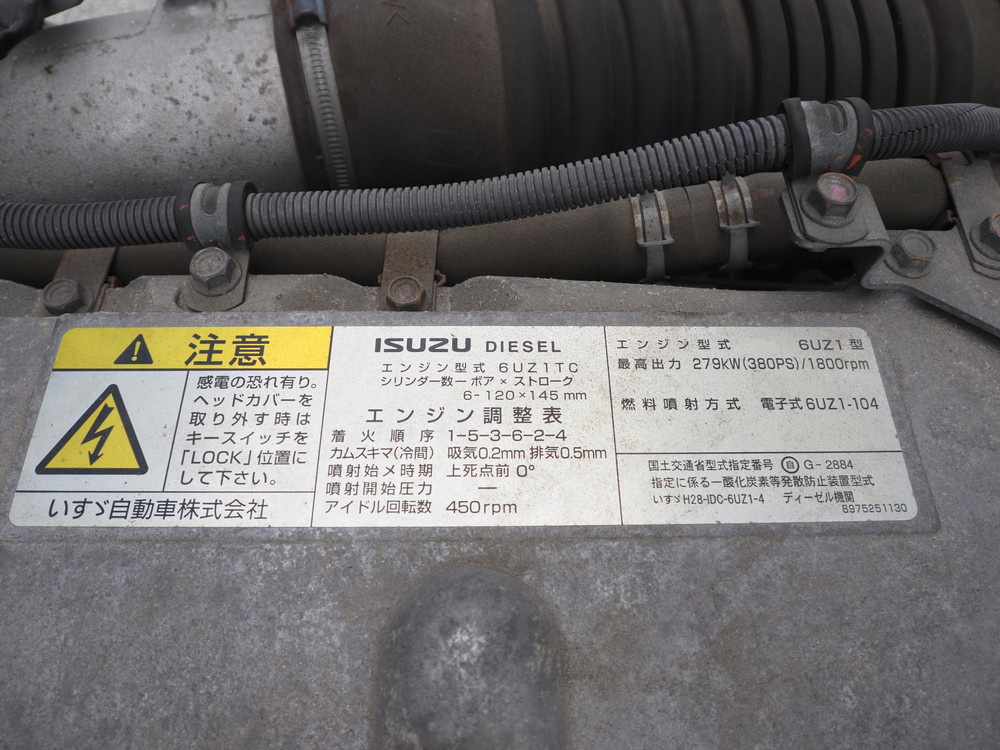 注意
感電の恐れ有り。
ヘッドカバーを
取り外す時は
キースイッチを
「LOCK」位置に
して下さい。
いすゞ自動車株式会社
ISUZU DIESEL
エンジン型式 6UZ1TC
シリンダー数ー ボア × ストローク
6-120×145mm
エンジン調整表
着火順序 1-5-3-6-2-4
カムスキマ(冷間) 吸気0.2mm 排気0.5mm
噴射始メ時期 上死点前 0°
噴射開始圧力 ―
アイドル回転数 450rpm
エンジン型式 6UZ1型
最高出力 279kW(380PS)/1800rpm
燃料噴射方式 電子式6UZ1-104
国土交通省型式指定番号 自 G-2884
指定に係る一酸化炭素等発散防止装置型式
いすゞH28-IDC-6UZ1-4 ディーゼル機関
8975251130